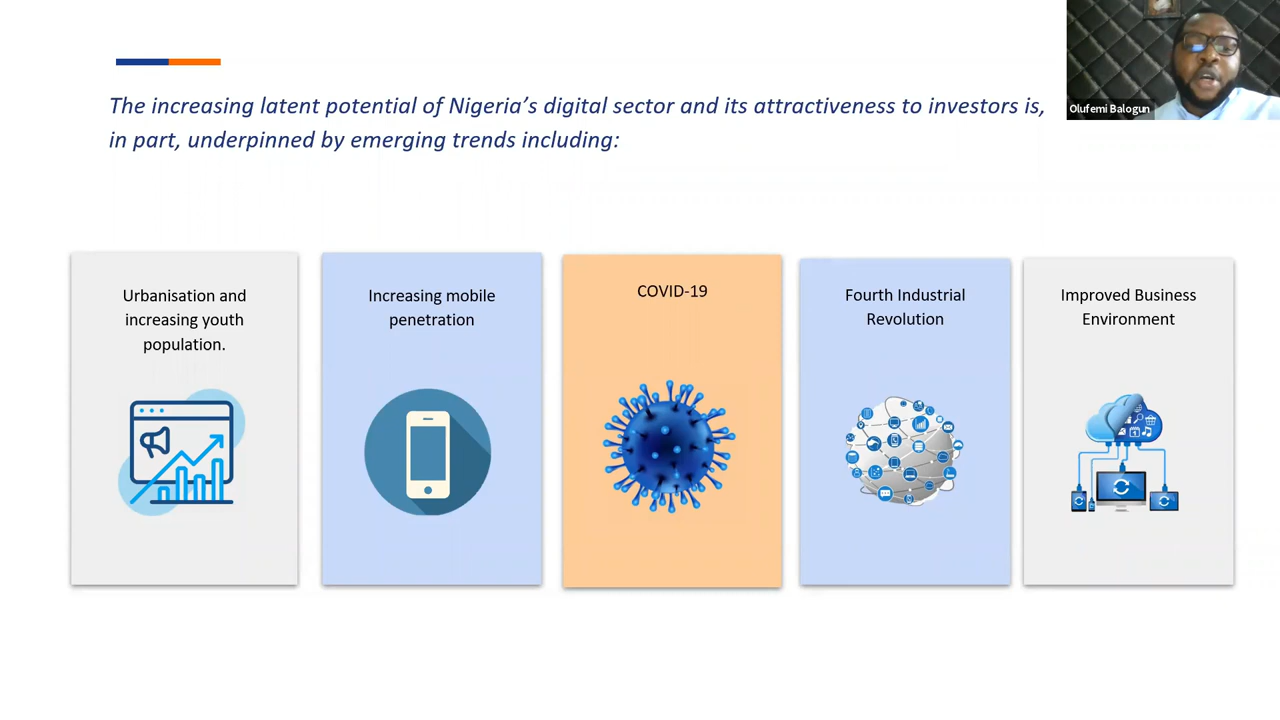 The increasing latent potential of Nigeria's digital sector and its attractiveness to investors is,
in part, underpinned by emerging trends including:
Olufemi Balogun
Urbanisation and
increasing youth
population.
Increasing mobile
penetration
COVID-19
Fourth Industrial
Revolution
Improved Business
Environment